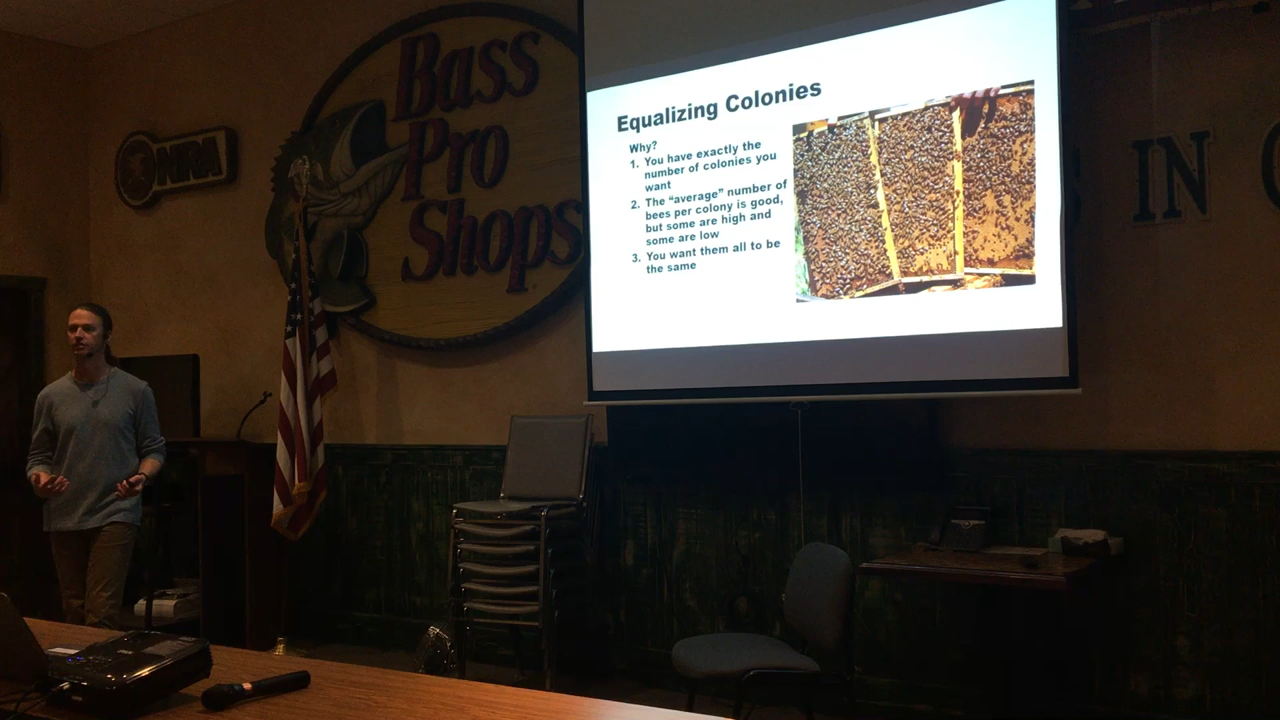 NRA
Bass
Pro
Shops
Equalizing Colonies
Why?
1. You have exactly the
number of colonies you
want
2. The “average” number of
bees per colony is good,
but some are high and
some are low
3. You want them all to be
the same
IN